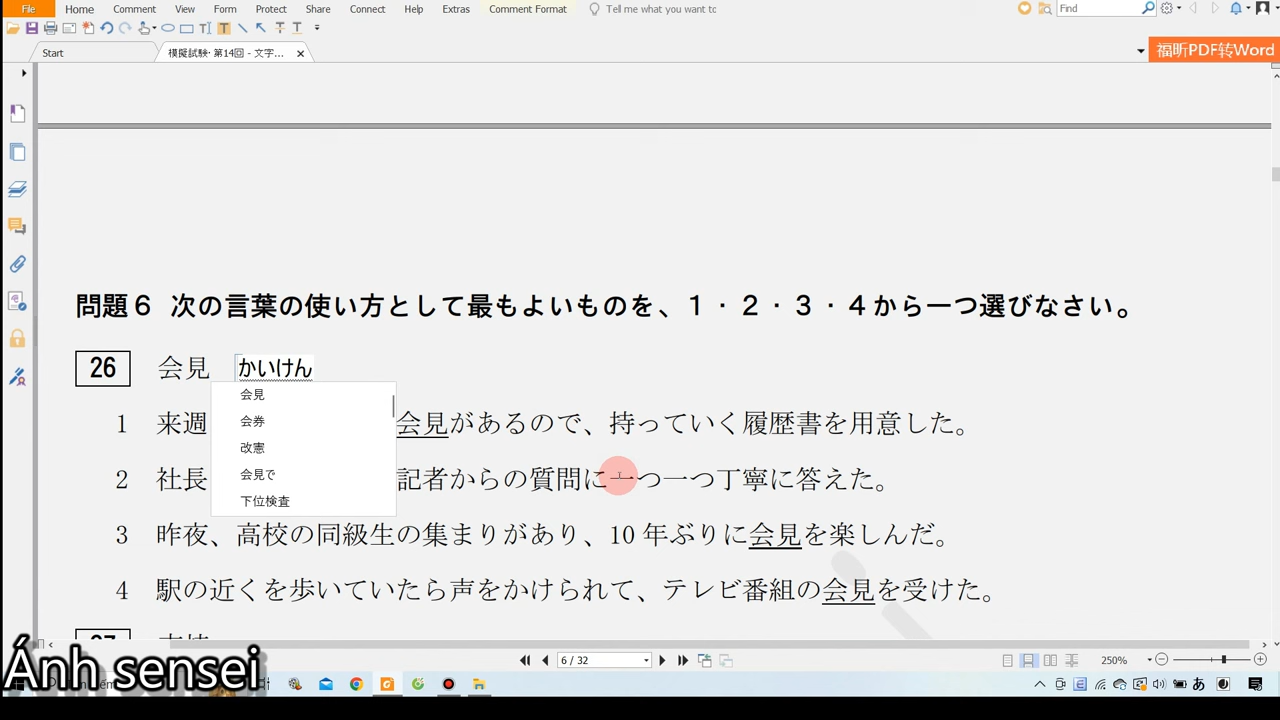 File Home Comment View Form Protect Share Connect Help Extras Comment Format Tell me what you want to Find
Start 模擬試験・第14回 - 文字... 福昕PDF转Word
問題６ 次の言葉の使い方として最もよいものを、１・２・３・４から一つ選びなさい。
26 会見 かいけん
会見
会券
改憲
会見で
下位検査
1 来週 会見があるので、持っていく履歴書を用意した。
2 社長 記者からの質問に一つ一つ丁寧に答えた。
3 昨夜、高校の同級生の集まりがあり、10年ぶりに会見を楽しんだ。
4 駅の近くを歩いていたら声をかけられて、テレビ番組の会見を受けた。
6 / 32 250%
Ánh sensei
あ